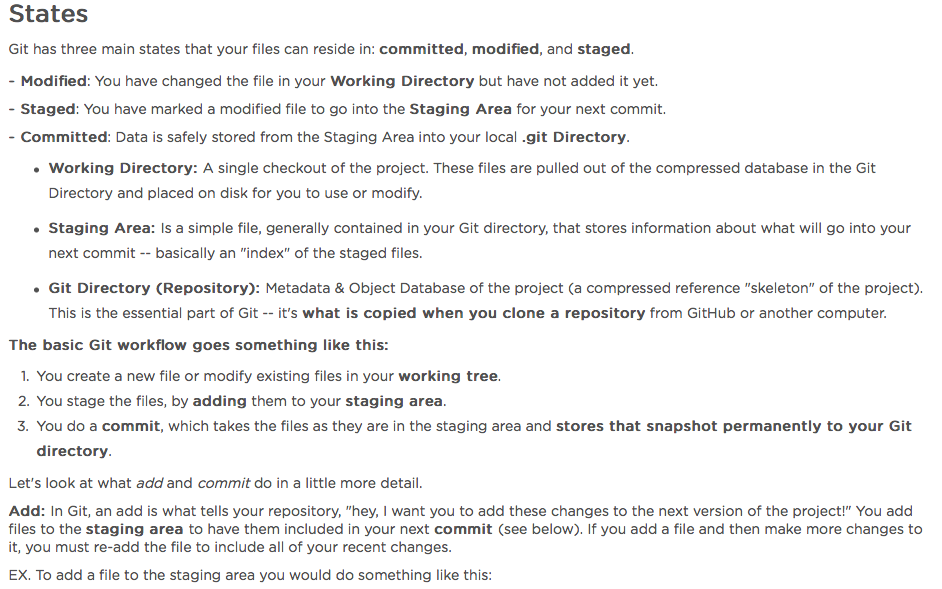 States
Git has three main states that your files can reside in: committed, modified, and staged.
- Modified: You have changed the file in your Working Directory but have not added it yet.
- Staged: You have marked a modified file to go into the Staging Area for your next commit.
- Committed: Data is safely stored from the Staging Area into your local .git Directory.
• Working Directory: A single checkout of the project. These files are pulled out of the compressed database in the Git
Directory and placed on disk for you to use or modify.
• Staging Area: Is a simple file, generally contained in your Git directory, that stores information about what will go into your
next commit -- basically an "index" of the staged files.
• Git Directory (Repository): Metadata & Object Database of the project (a compressed reference "skeleton" of the project).
This is the essential part of Git -- it's what is copied when you clone a repository from GitHub or another computer.
The basic Git workflow goes something like this:
1. You create a new file or modify existing files in your working tree.
2. You stage the files, by adding them to your staging area.
3. You do a commit, which takes the files as they are in the staging area and stores that snapshot permanently to your Git
directory.
Let's look at what add and commit do in a little more detail.
Add: In Git, an add is what tells your repository, "hey, I want you to add these changes to the next version of the project!" You add
files to the staging area to have them included in your next commit (see below). If you add a file and then make more changes to
it, you must re-add the file to include all of your recent changes.
EX. To add a file to the staging area you would do something like this: